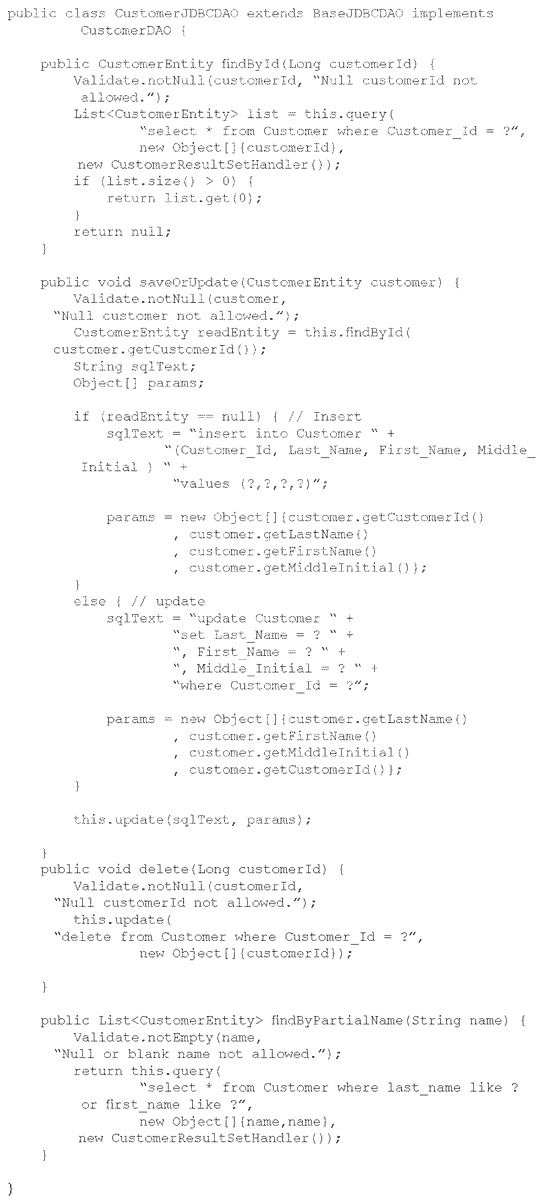 public class CustomerJDBCDAO extends BaseJDBCDAO implements
CustomerDAO {
public CustomerEntity findById(Long customerId) {
Validate.notNull(customerId, “Null customerId not
allowed.”);
List<CustomerEntity> list = this.query(
“select * from Customer where Customer_Id = ?”,
new Object[]{customerId},
new CustomerResultSetHandler());
if (list.size() > 0) {
return list.get(0);
}
return null;
}
public void saveOrUpdate(CustomerEntity customer) {
Validate.notNull(customer,
“Null customer not allowed.”);
CustomerEntity readEntity = this.findById(
customer.getCustomerId());
String sqlText;
Object[] params;
if (readEntity == null) { // Insert
sqlText = “insert into Customer “ +
“(Customer_Id, Last_Name, First_Name, Middle_
Initial ) “ +
“values (?,?,?,?)”;
params = new Object[]{customer.getCustomerId()
, customer.getLastName()
, customer.getFirstName()
, customer.getMiddleInitial()};
}
else { // update
sqlText = “update Customer “ +
“set Last_Name = ? “ +
“, First_Name = ? “ +
“, Middle_Initial = ? “ +
“where Customer_Id = ?”;
params = new Object[]{customer.getLastName()
, customer.getFirstName()
, customer.getMiddleInitial()
, customer.getCustomerId()};
}
this.update(sqlText, params);
}
public void delete(Long customerId) {
Validate.notNull(customerId,
“Null customerId not allowed.”);
this.update(
“delete from Customer where Customer_Id = ?”,
new Object[]{customerId});
}
public List<CustomerEntity> findByPartialName(String name) {
Validate.notEmpty(name,
“Null or blank name not allowed.”);
return this.query(
“select * from Customer where last_name like ?
or first_name like ?”,
new Object[]{name,name},
new CustomerResultSetHandler());
}
}